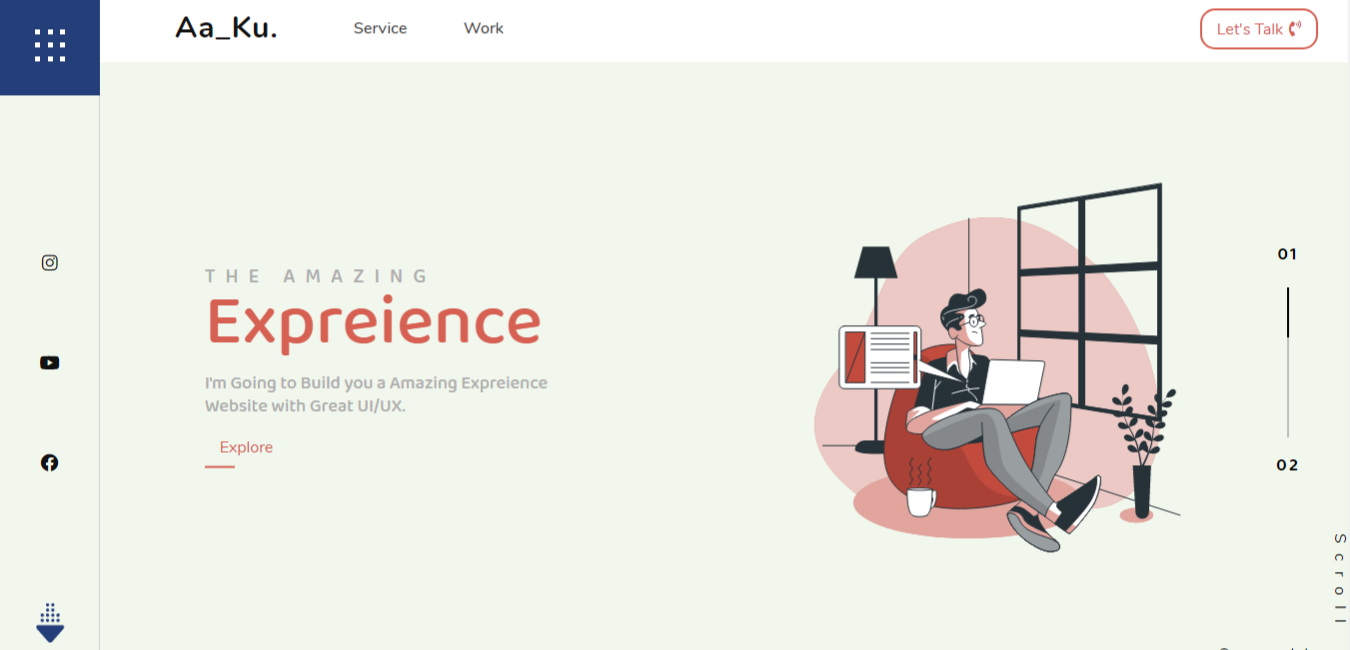 Aa_Ku.
Service
Work
Let's Talk
THE AMAZING
Expreience
I'm Going to Build you a Amazing Expreience
Website with Great UI/UX.
Explore
01
02
Scroll